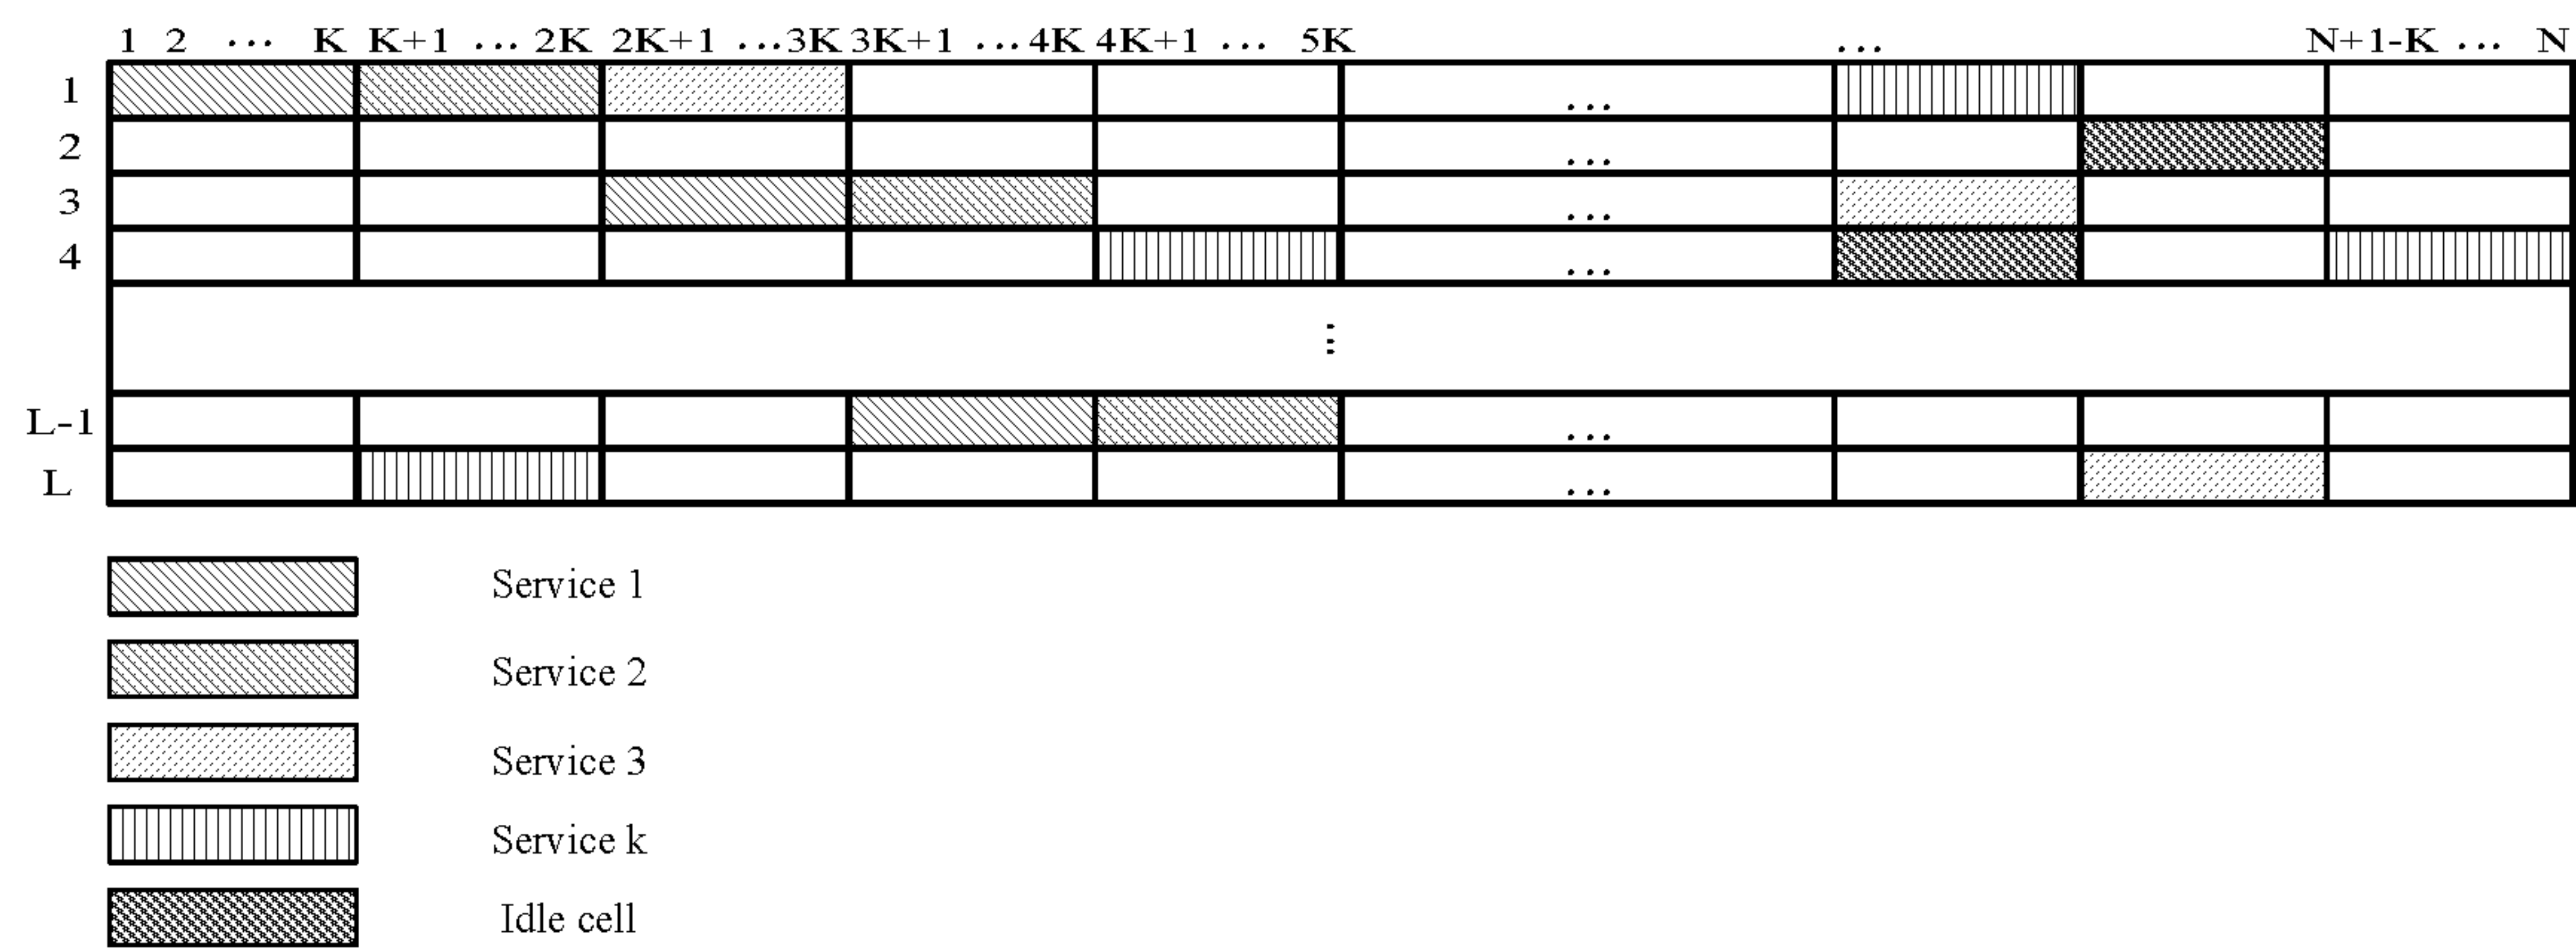 1 2 ... K K+1 ... 2K 2K+1 ...3K 3K+1 ...4K 4K+1 ... 5K ... N+1-K ... N
1 ...
2 ...
3 ...
4 ...
⋮
L-1 ...
L ...
Service 1
Service 2
Service 3
Service k
Idle cell